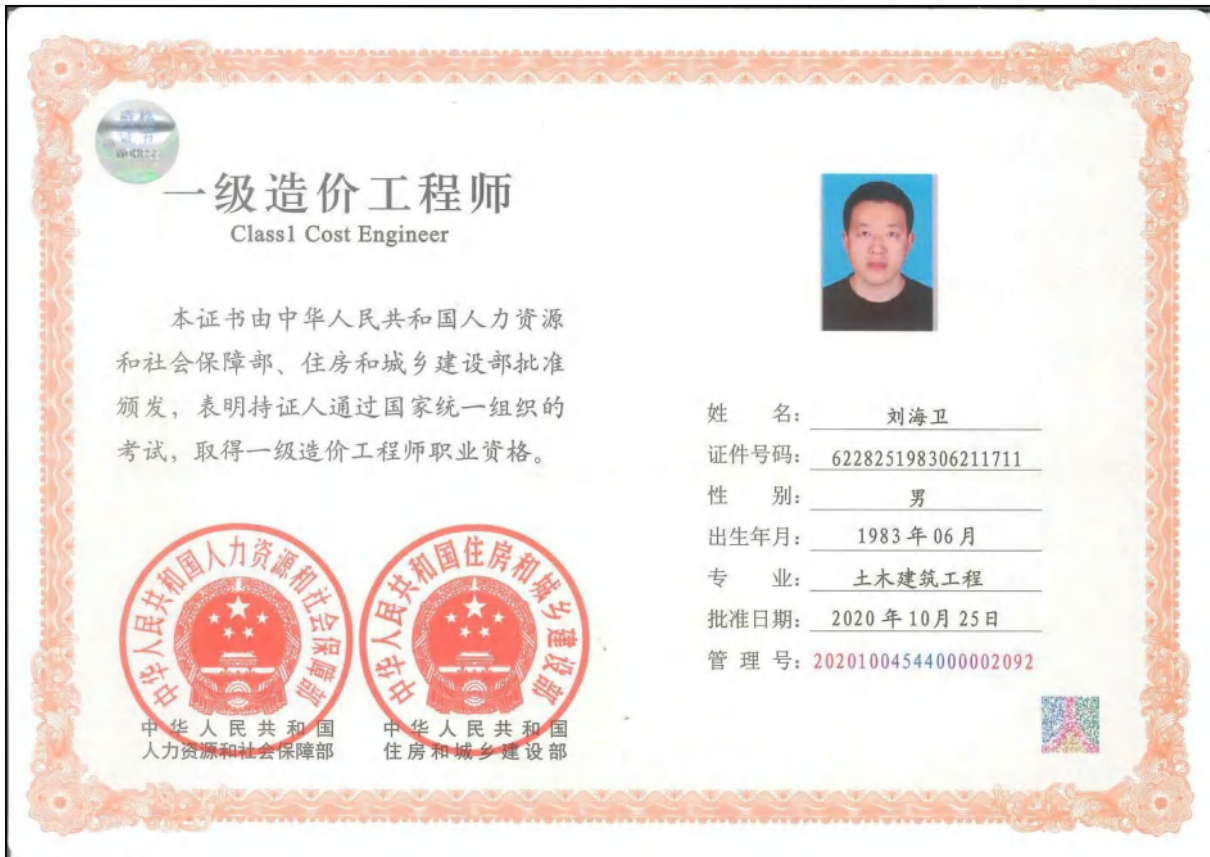 资格
证书
一级造价工程师
Class1 Cost Engineer
本证书由中华人民共和国人力资源
和社会保障部、住房和城乡建设部批准
颁发，表明持证人通过国家统一组织的
考试，取得一级造价工程师职业资格。
姓 名： 刘海卫
证件号码： 622825198306211711
性 别： 男
出生年月： 1983年06月
专 业： 土木建筑工程
批准日期： 2020年10月25日
管 理 号： 20201004544000002092
中华人民共和国人力资源和社会保障部
中华人民共和国住房和城乡建设部
中华人民共和国
人力资源和社会保障部
中华人民共和国
住房和城乡建设部